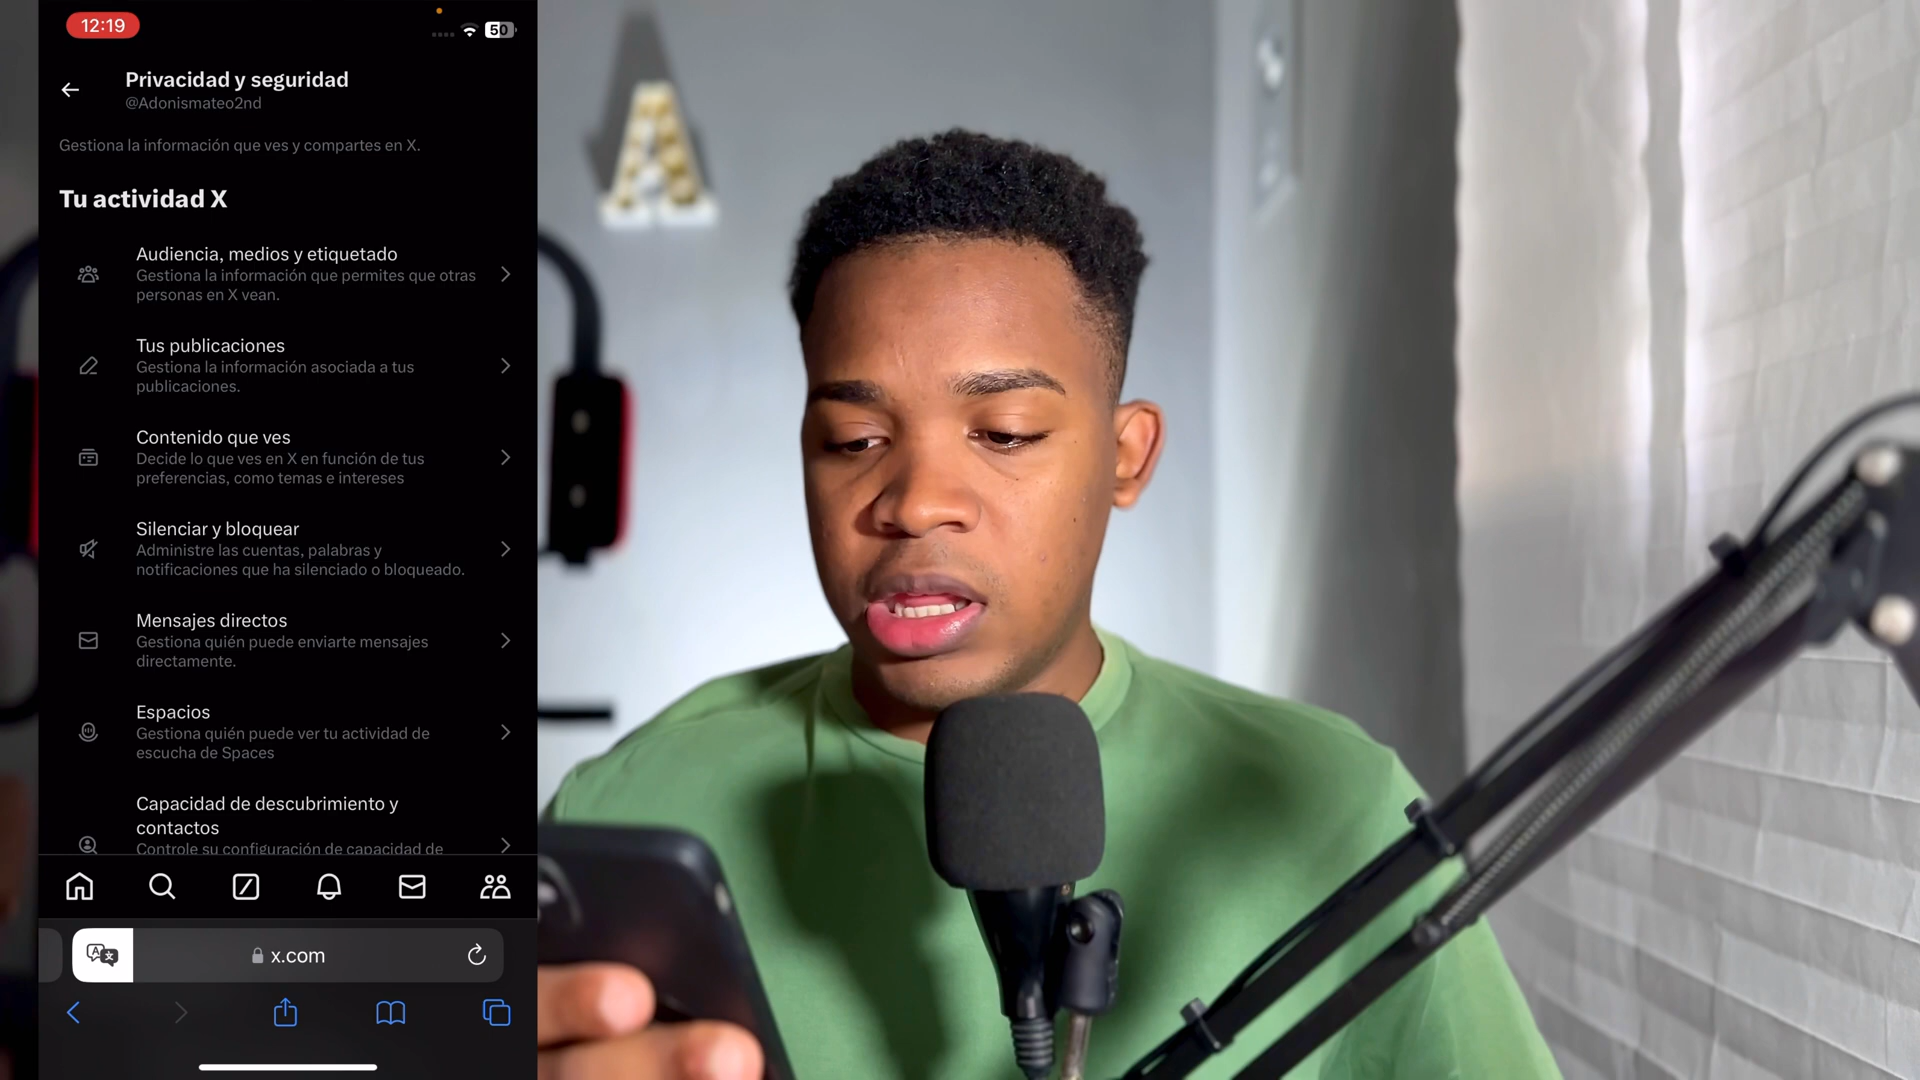 12:19
50
Privacidad y seguridad
@Adonismateo2nd
Gestiona la información que ves y compartes en X.
Tu actividad X
Audiencia, medios y etiquetado
Gestiona la información que permites que otras
personas en X vean.
Tus publicaciones
Gestiona la información asociada a tus
publicaciones.
Contenido que ves
Decide lo que ves en X en función de tus
preferencias, como temas e intereses
Silenciar y bloquear
Administre las cuentas, palabras y
notificaciones que ha silenciado o bloqueado.
Mensajes directos
Gestiona quién puede enviarte mensajes
directamente.
Espacios
Gestiona quién puede ver tu actividad de
escucha de Spaces
Capacidad de descubrimiento y
contactos
Controle su configuración de capacidad de
x.com
A